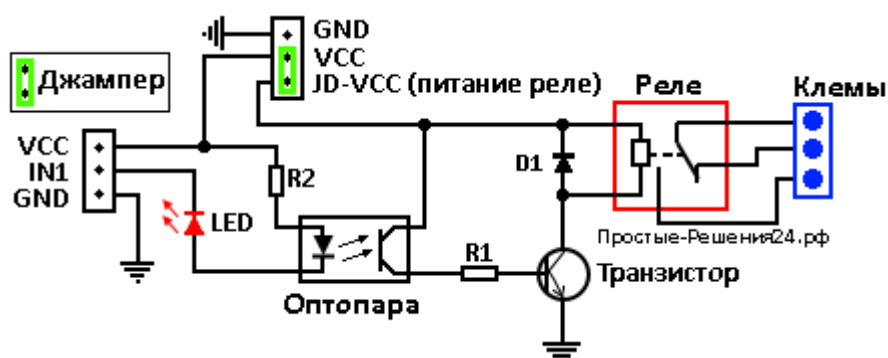 GND
VCC
JD-VCC (питание реле)
Джампер
Реле
Клемы
VCC
IN1
GND
R2
D1
LED
Простые-Решения24.рф
R1
Транзистор
Оптопара